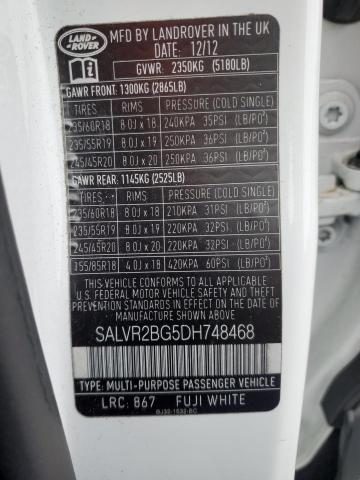 LAND ROVER
MFD BY LANDROVER IN THE UK
DATE: 12/12
GVWR: 2350KG (5180LB)
GAWR FRONT: 1300KG (2865LB)
TIRES RIMS PRESSURE (COLD SINGLE)
235/60R18 8.0J x 18 240KPA 35PSI (LB/PO²)
235/55R19 8.0J x 19 250KPA 36PSI (LB/PO²)
245/45R20 8.0J x 20 250KPA 36PSI (LB/PO²)
GAWR REAR: 1145KG (2525LB)
TIRES RIMS PRESSURE (COLD SINGLE)
235/60R18 8.0J x 18 210KPA 31PSI (LB/PO²)
235/55R19 8.0J x 19 220KPA 32PSI (LB/PO²)
245/45R20 8.0J x 20 220KPA 32PSI (LB/PO²)
155/85R18 4.0J x 18 420KPA 60PSI (LB/PO²)
THIS VEHICLE CONFORMS TO ALL APPLICABLE
U.S. FEDERAL MOTOR VEHICLE SAFETY, BUMPER,
AND THEFT PREVENTION STANDARDS IN EFFECT ON THE DATE OF
MANUFACTURE SHOWN ABOVE
SALVR2BG5DH748468
TYPE: MULTI-PURPOSE PASSENGER VEHICLE
LRC: 867 FUJI WHITE
BJ32-1532-BC